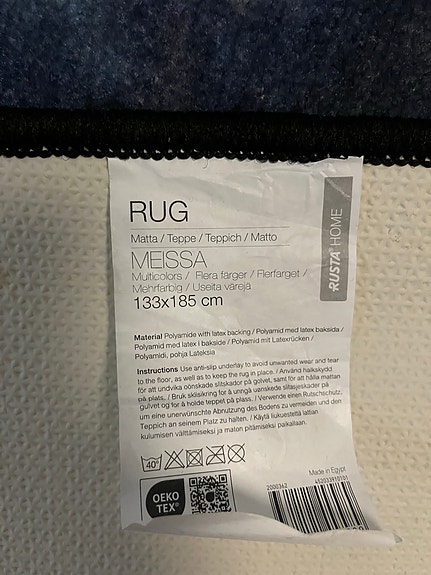 RUG
Matta / Teppe / Teppich / Matto
MEISSA
Multicolors / Flera färger / Flerfarget /
Mehrfarbig / Useita värejä
133x185 cm
RUSTA® HOME
Material Polyamide with latex backing / Polyamid med latex baksida /
Polyamid med latex i bakside / Polyamid mit Latexrücken /
Polyamidi, pohja Lateksia
Instructions Use anti-slip underlay to avoid unwanted wear and tear
to the floor, as well as to keep the rug in place. / Använd halkskydd
för att undvika oönskade slitskador på golvet, samt för att hålla mattan
på plats. / Bruk sklisikring for å unngå uønskede slitasjeskader på
gulvet og for å holde teppet på plass. / Verwende einen Rutschschutz,
um eine unerwünschte Abnutzung des Bodens zu vermeiden und den
Teppich an seinem Platz zu halten. / Käytä liukuestettä lattian
kulumisen välttämiseksi ja maton pitämiseksi paikallaan.
40°
OEKO
TEX®
Made in Egypt
2000362